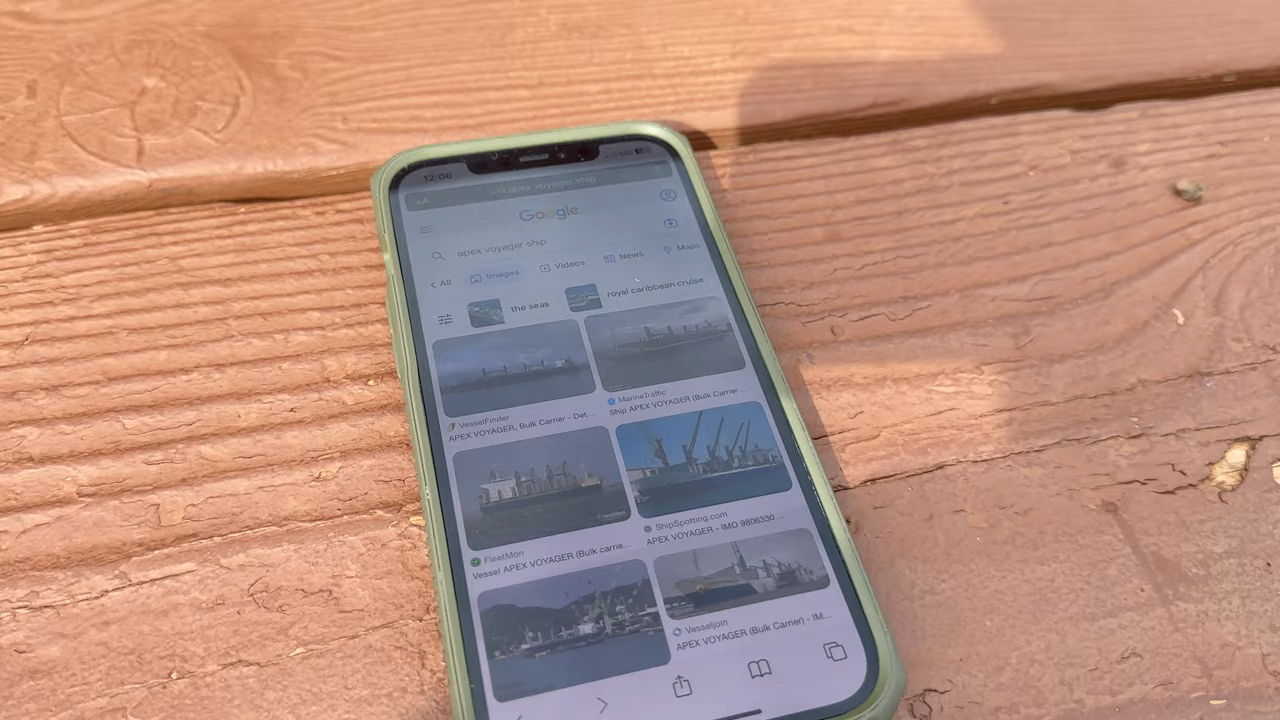 12:06
AA apex voyager ship
Google
apex voyager ship
All Images Videos News Maps
the seas royal caribbean cruise
VesselFinder
APEX VOYAGER, Bulk Carrier - Det...
MarineTraffic
Ship APEX VOYAGER (Bulk Carrier ...
FleetMon
Vessel APEX VOYAGER (Bulk carrie...
ShipSpotting.com
APEX VOYAGER - IMO 9806330 ...
Vesseljoin
APEX VOYAGER (Bulk Carrier) - IM...